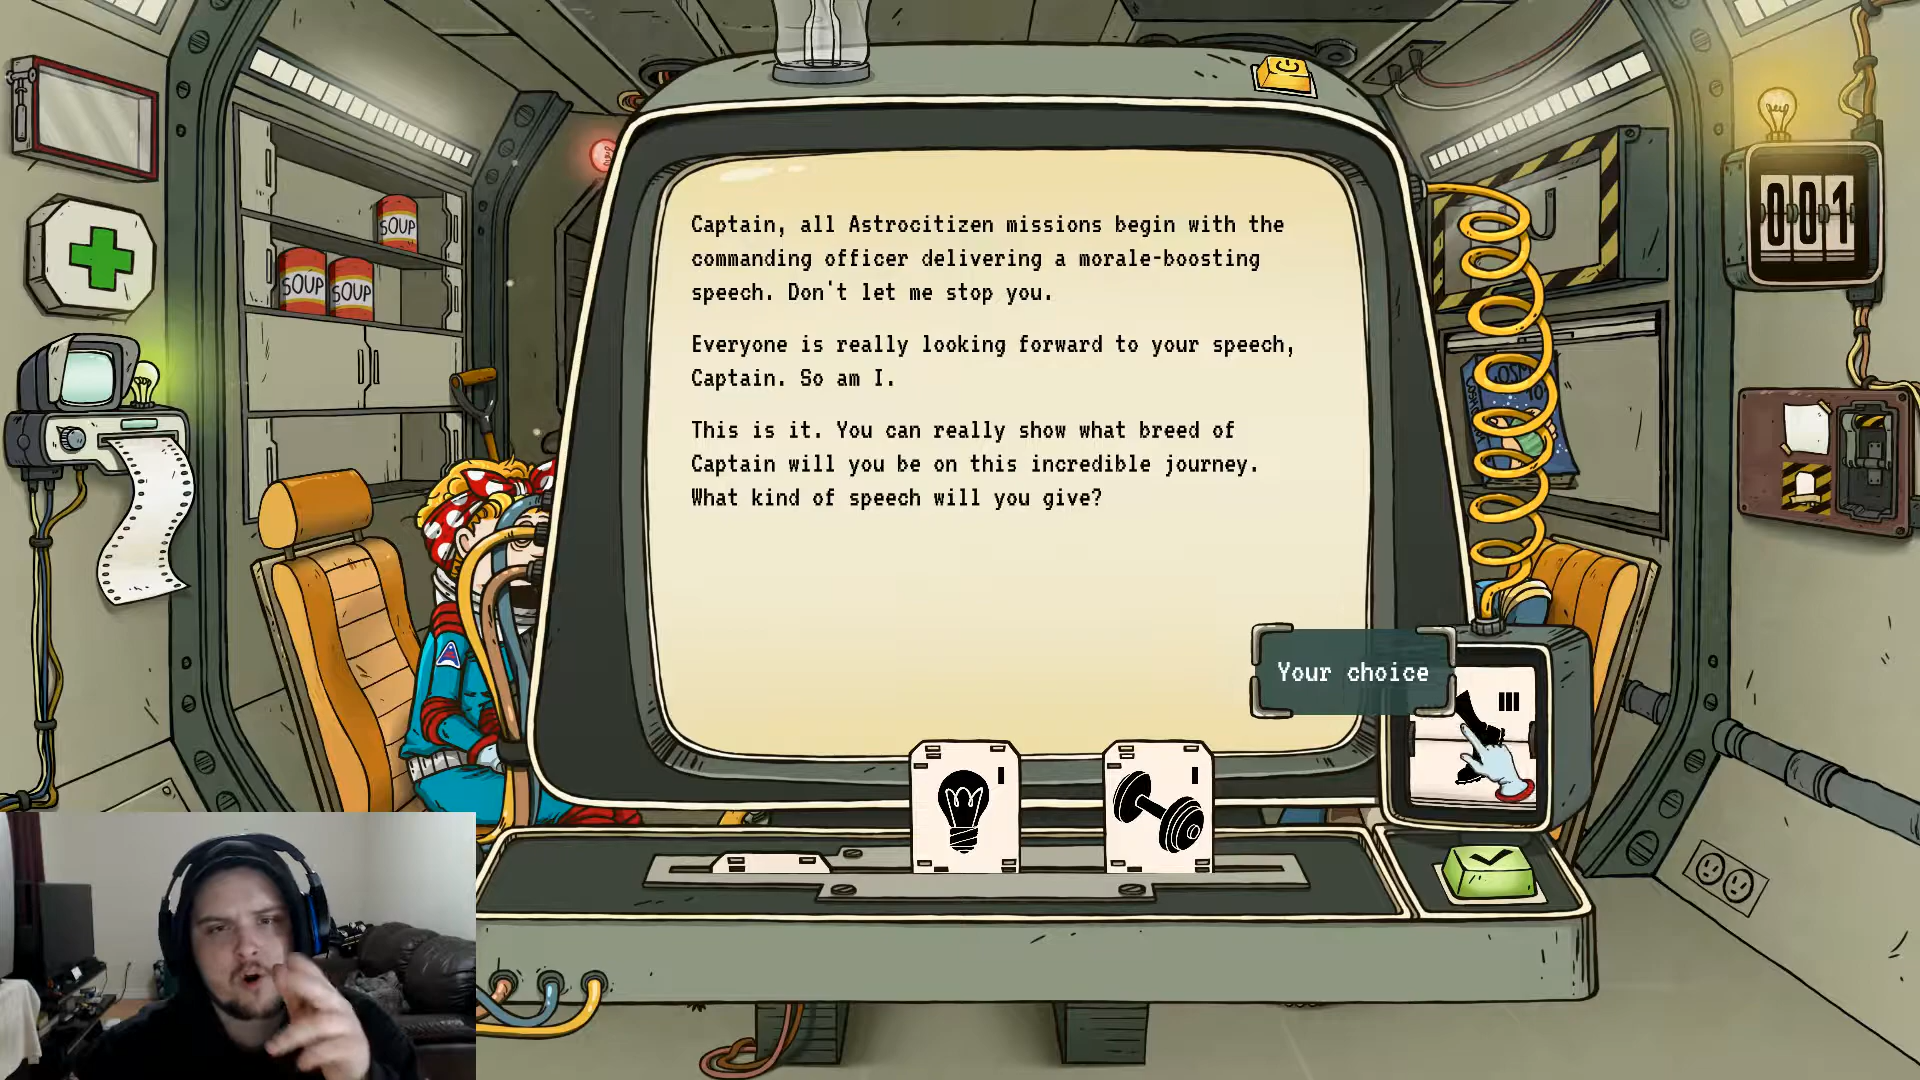 SOUP
SOUP
SOUP
001
Captain, all Astrocitizen missions begin with the
commanding officer delivering a morale-boosting
speech. Don't let me stop you.
Everyone is really looking forward to your speech,
Captain. So am I.
This is it. You can really show what breed of
Captain will you be on this incredible journey.
What kind of speech will you give?
Your choice
III
I
I